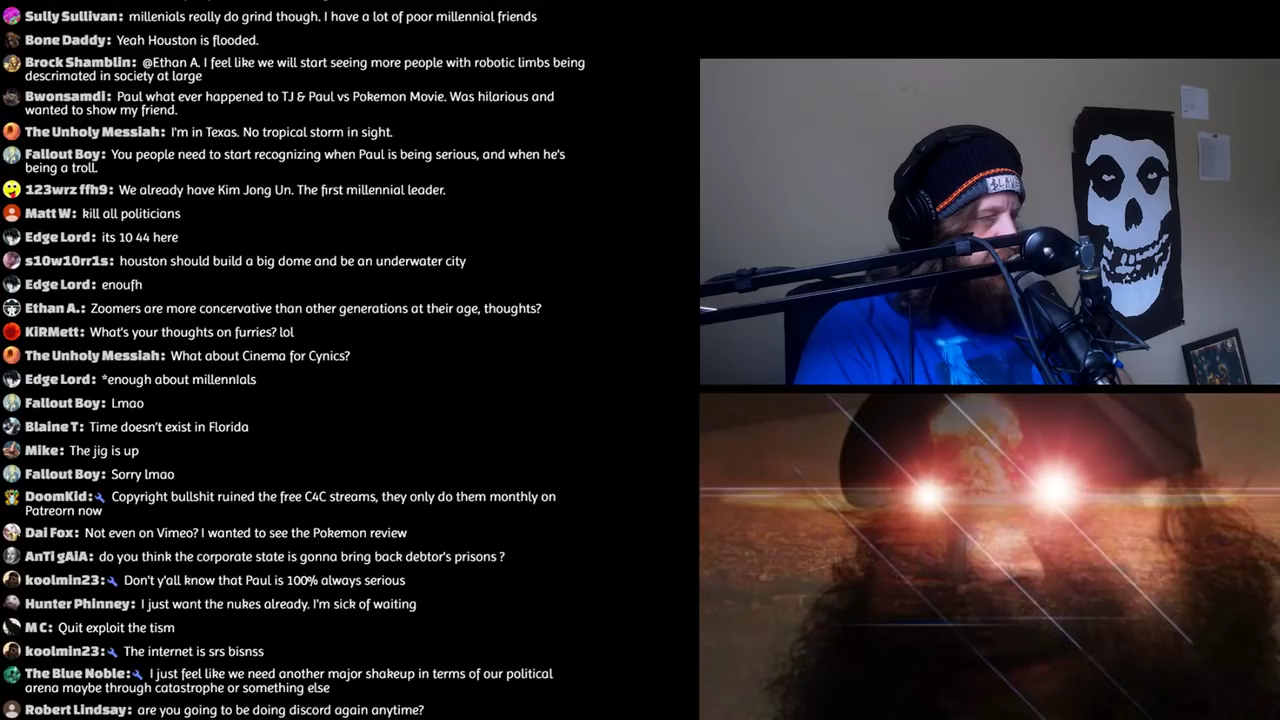 Sully Sullivan: millenials really do grind though. I have a lot of poor millennial friends
Bone Daddy: Yeah Houston is flooded.
Brock Shamblin: @Ethan A. I feel like we will start seeing more people with robotic limbs being
descrimated in society at large
Bwonsamdi: Paul what ever happened to TJ & Paul vs Pokemon Movie. Was hilarious and
wanted to show my friend.
The Unholy Messiah: I'm in Texas. No tropical storm in sight.
Fallout Boy: You people need to start recognizing when Paul is being serious, and when he's
being a troll.
123wrz ffh9: We already have Kim Jong Un. The first millennial leader.
Matt W: kill all politicians
Edge Lord: its 10 44 here
s10w10rr1s: houston should build a big dome and be an underwater city
Edge Lord: enoufh
Ethan A.: Zoomers are more concervative than other generations at their age, thoughts?
KiRMett: What's your thoughts on furries? lol
The Unholy Messiah: What about Cinema for Cynics?
Edge Lord: *enough about millennIals
Fallout Boy: Lmao
Blaine T: Time doesn't exist in Florida
Mike: The jig is up
Fallout Boy: Sorry lmao
DoomKid: Copyright bullshit ruined the free C4C streams, they only do them monthly on
Patreorn now
Dai Fox: Not even on Vimeo? I wanted to see the Pokemon review
AnTi gAiA: do you think the corporate state is gonna bring back debtor's prisons ?
koolmin23: Don't y'all know that Paul is 100% always serious
Hunter Phinney: I just want the nukes already. I'm sick of waiting
M C: Quit exploit the tism
koolmin23: The internet is srs bisnss
The Blue Noble: I just feel like we need another major shakeup in terms of our political
arena maybe through catastrophe or something else
Robert Lindsay: are you going to be doing discord again anytime?